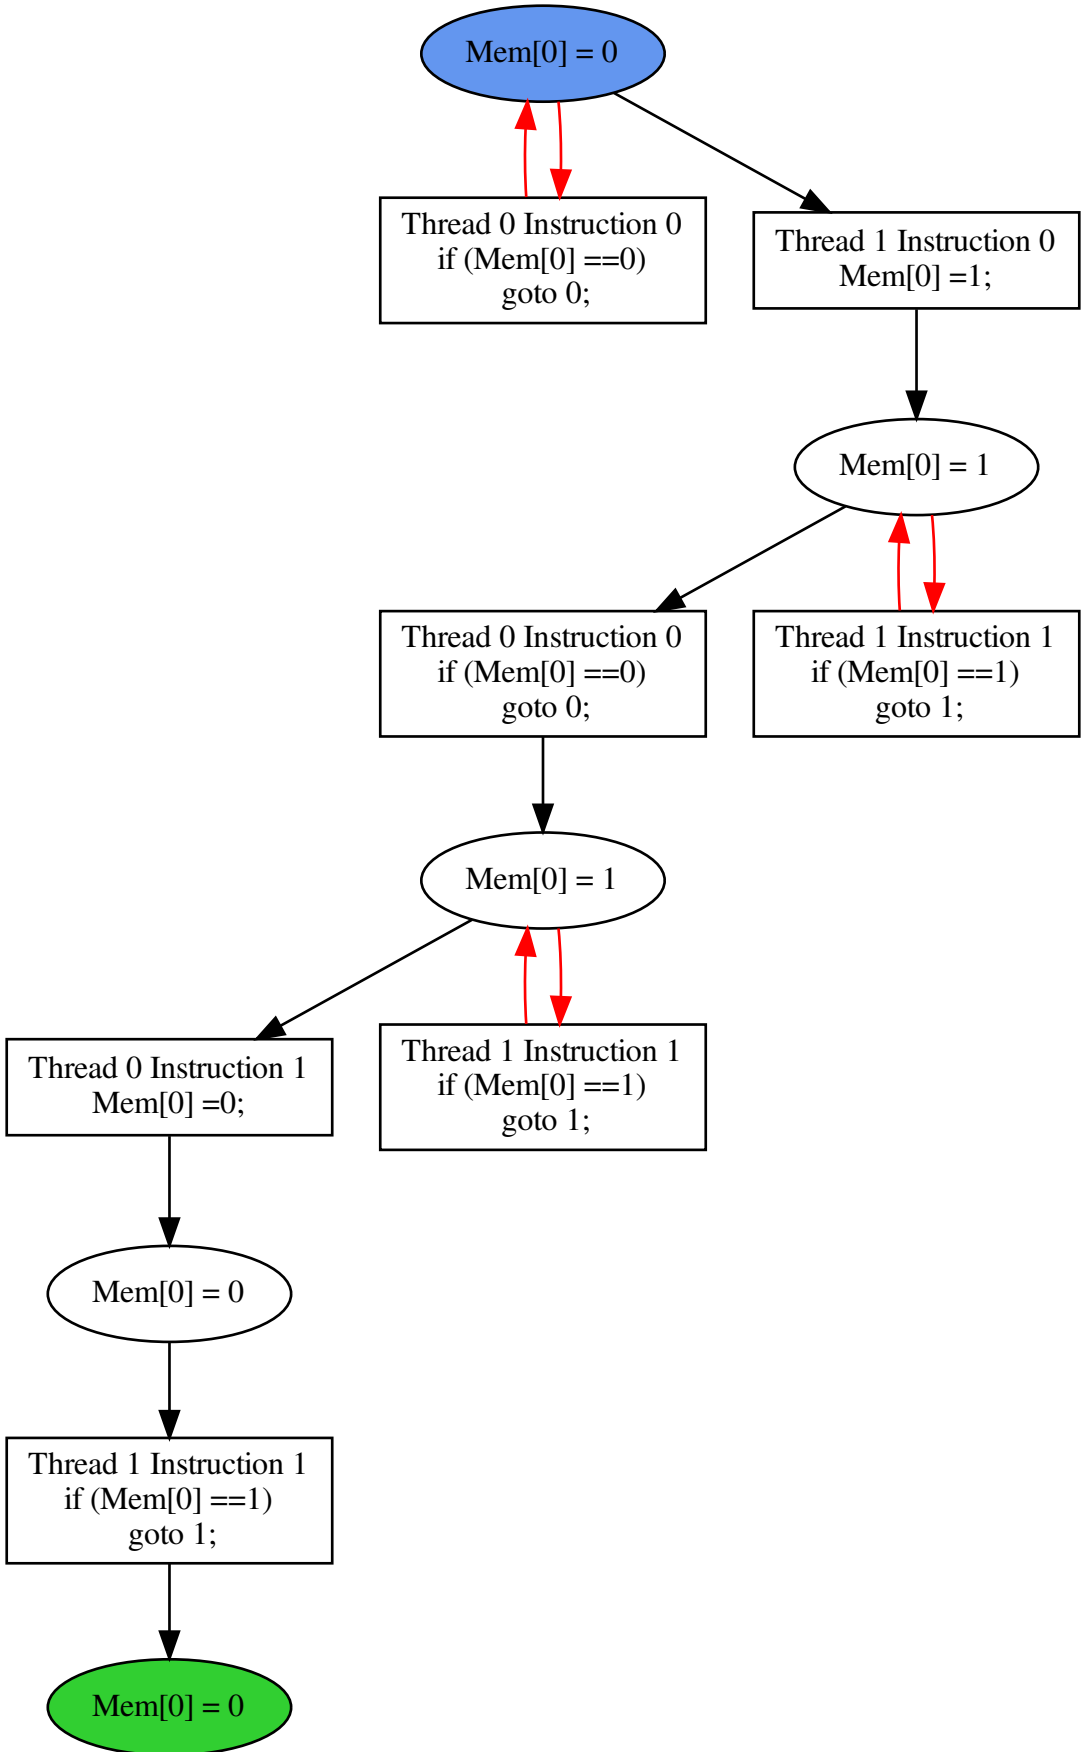 Mem[0] = 0
Thread 0 Instruction 0
if (Mem[0] ==0)
goto 0;
Thread 1 Instruction 0
Mem[0] =1;
Mem[0] = 1
Thread 0 Instruction 0
if (Mem[0] ==0)
goto 0;
Thread 1 Instruction 1
if (Mem[0] ==1)
goto 1;
Mem[0] = 1
Thread 0 Instruction 1
Mem[0] =0;
Thread 1 Instruction 1
if (Mem[0] ==1)
goto 1;
Mem[0] = 0
Thread 1 Instruction 1
if (Mem[0] ==1)
goto 1;
Mem[0] = 0